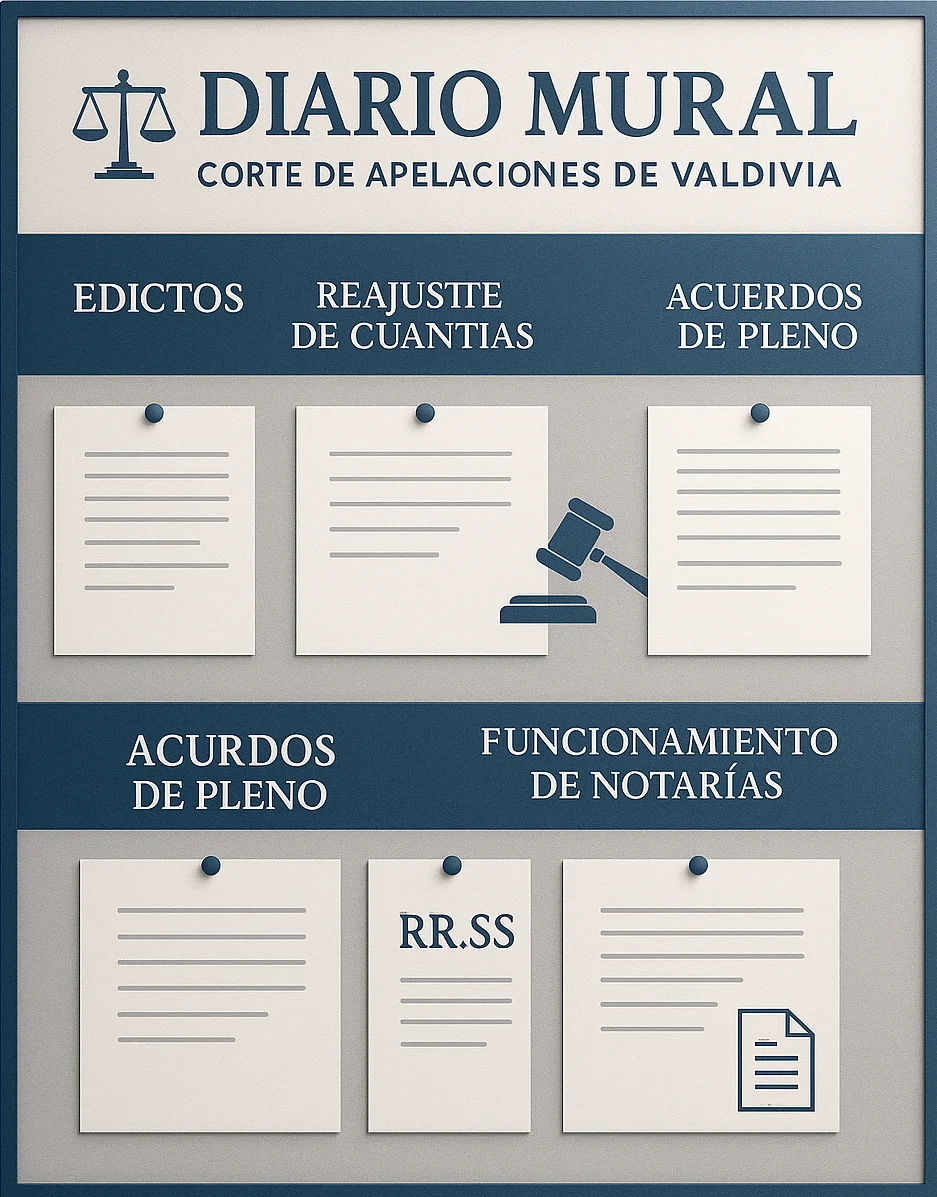 DIARIO MURAL
CORTE DE APELACIONES DE VALDIVIA
EDICTOS
REAJUSTTE
DE CUANTIAS
ACUERDOS
DE PLENO
ACURDOS
DE PLENO
FUNCIONAMIENTO
DE NOTARÍAS
RR.SS